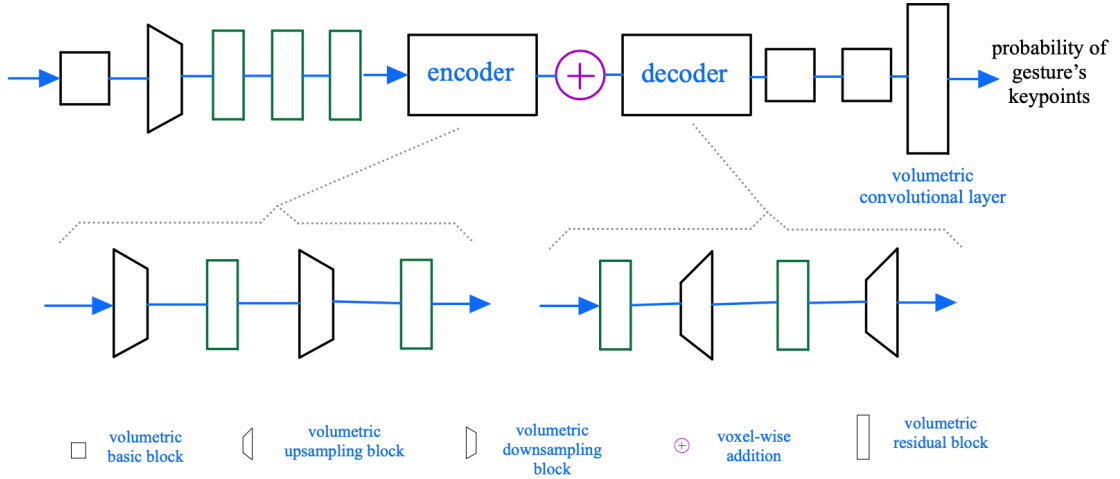 encoder
decoder
probability of
gesture's
keypoints
volumetric
convolutional layer
volumetric
basic block
volumetric
upsampling block
volumetric
downsampling
block
voxel-wise
addition
volumetric
residual block